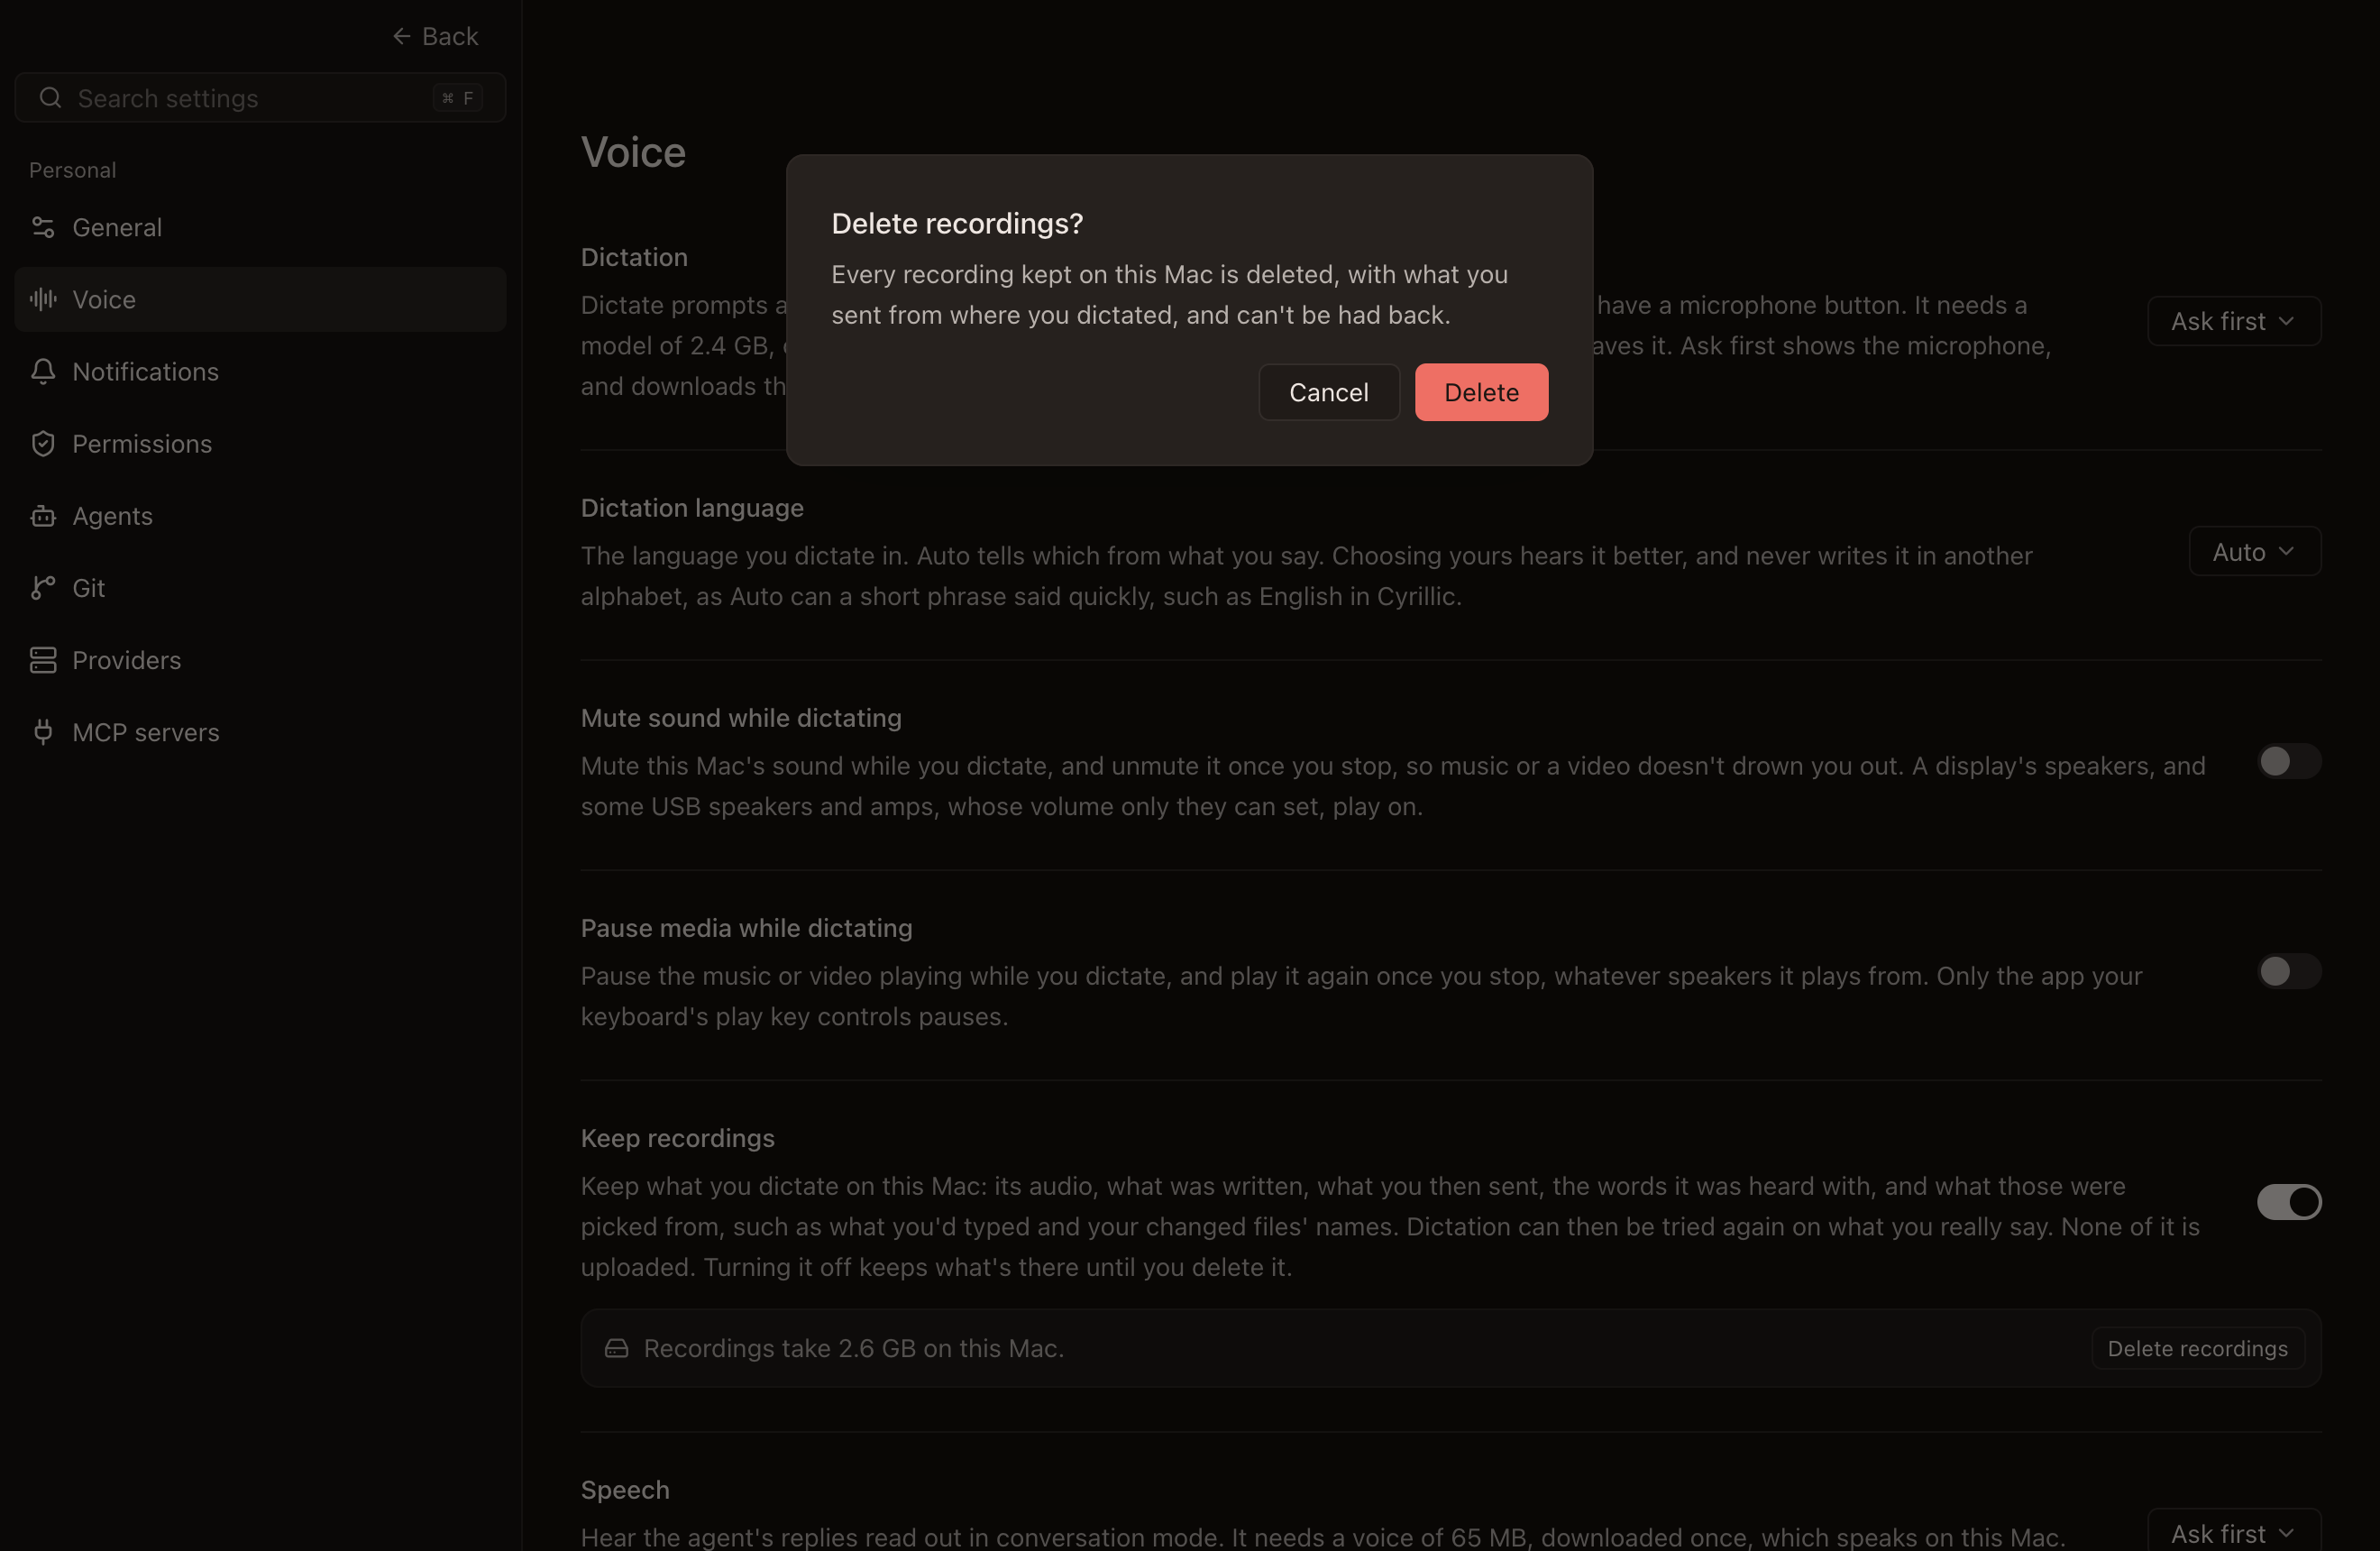 Back
Search settings
⌘ F
Personal
General
Voice
Notifications
Permissions
Agents
Git
Providers
MCP servers
Voice
Delete recordings?
Every recording kept on this Mac is deleted, with what you
sent from where you dictated, and can't be had back.
Cancel
Delete
Dictation
Dictate prompts a
have a microphone button. It needs a
model of 2.4 GB,
aves it. Ask first shows the microphone,
and downloads th
Ask first
Dictation language
The language you dictate in. Auto tells which from what you say. Choosing yours hears it better, and never writes it in another
alphabet, as Auto can a short phrase said quickly, such as English in Cyrillic.
Auto
Mute sound while dictating
Mute this Mac's sound while you dictate, and unmute it once you stop, so music or a video doesn't drown you out. A display's speakers, and
some USB speakers and amps, whose volume only they can set, play on.
Pause media while dictating
Pause the music or video playing while you dictate, and play it again once you stop, whatever speakers it plays from. Only the app your
keyboard's play key controls pauses.
Keep recordings
Keep what you dictate on this Mac: its audio, what was written, what you then sent, the words it was heard with, and what those were
picked from, such as what you'd typed and your changed files' names. Dictation can then be tried again on what you really say. None of it is
uploaded. Turning it off keeps what's there until you delete it.
Recordings take 2.6 GB on this Mac.
Delete recordings
Speech
Hear the agent's replies read out in conversation mode. It needs a voice of 65 MB, downloaded once, which speaks on this Mac.
Ask first